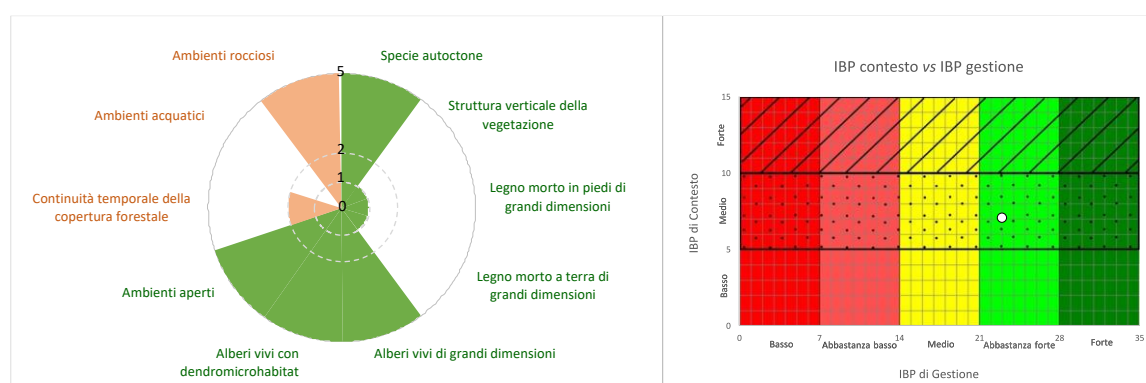 Ambienti rocciosi
5
Specie autoctone
Struttura verticale della
vegetazione
Ambienti acquatici
2
1
0
Legno morto in piedi di
grandi dimensioni
Continuità temporale della
copertura forestale
Legno morto a terra di
grandi dimensioni
Ambienti aperti
Alberi vivi con
dendromicrohabitat
Alberi vivi di grandi dimensioni
IBP contesto vs IBP gestione
IBP di Contesto
15
Forte
10
Medio
5
Basso
0
0 7 14 21 28 35
Basso Abbastanza basso Medio Abbastanza forte Forte
IBP di Gestione